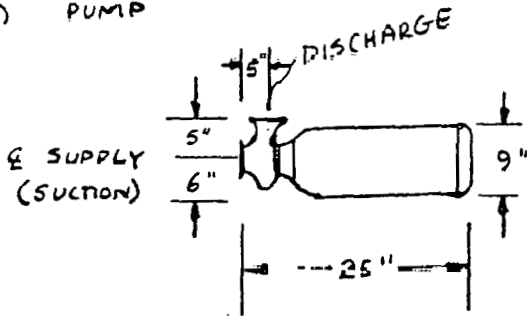 ) PUMP
5"
DISCHARGE
5"
℄ SUPPLY
(SUCTION)
6"
9"
25"